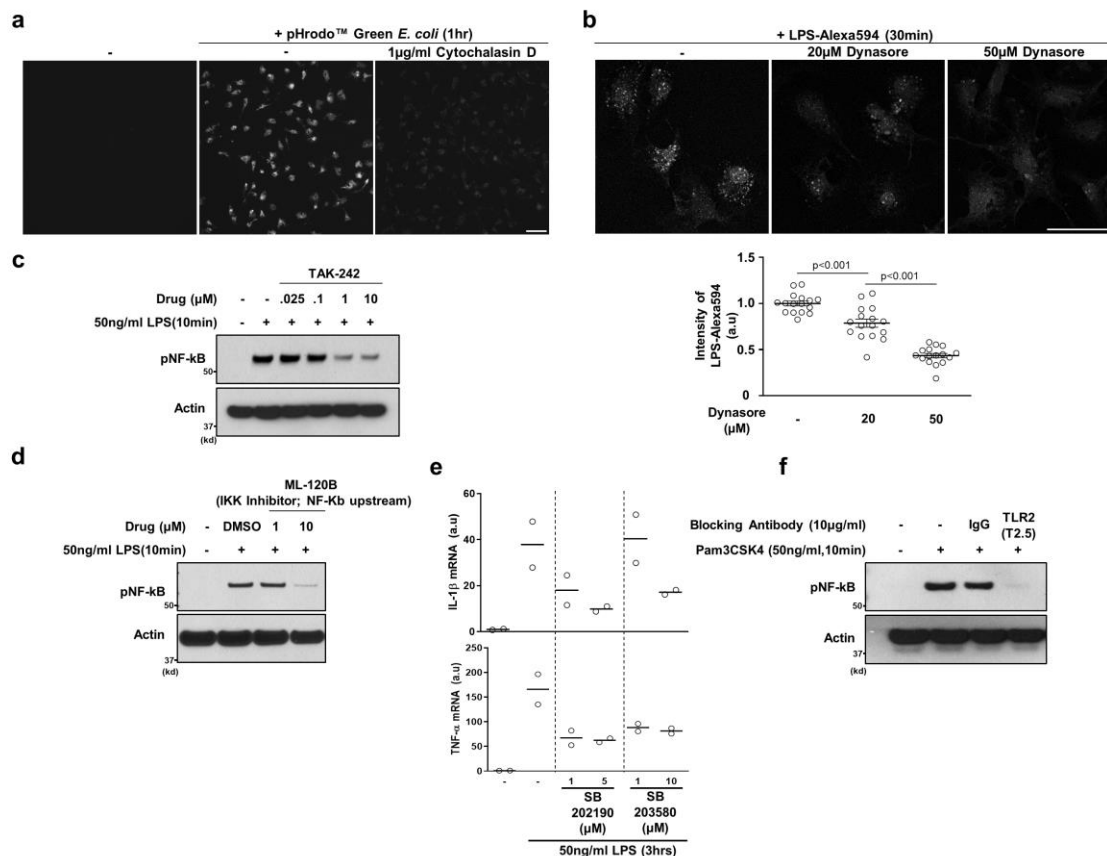 a
+ pHrodo™ Green E. coli (1hr)
- - 1µg/ml Cytochalasin D
b
+ LPS-Alexa594 (30min)
- 20µM Dynasore 50µM Dynasore
c
TAK-242
Drug (µM) - - .025 .1 1 10
50ng/ml LPS(10min) - + + + + +
pNF-kB
50
Actin
37
(kd)
Intensity of
LPS-Alexa594
(a.u)
1.5
1.0
0.5
0
p<0.001 p<0.001
Dynasore
(µM)
- 20 50
d
ML-120B
(IKK Inhibitor; NF-Kb upstream)
Drug (µM) - DMSO 1 10
50ng/ml LPS(10min) - + + +
pNF-kB
50
Actin
37
(kd)
e
IL-1β mRNA (a.u)
60
40
20
0
TNF-α mRNA (a.u)
250
200
150
100
50
0
- - 1 5 1 10
SB
202190
(µM)
SB
203580
(µM)
50ng/ml LPS (3hrs)
f
Blocking Antibody (10µg/ml) - - IgG TLR2
(T2.5)
Pam3CSK4 (50ng/ml,10min) - + + +
pNF-kB
50
Actin
37
(kd)